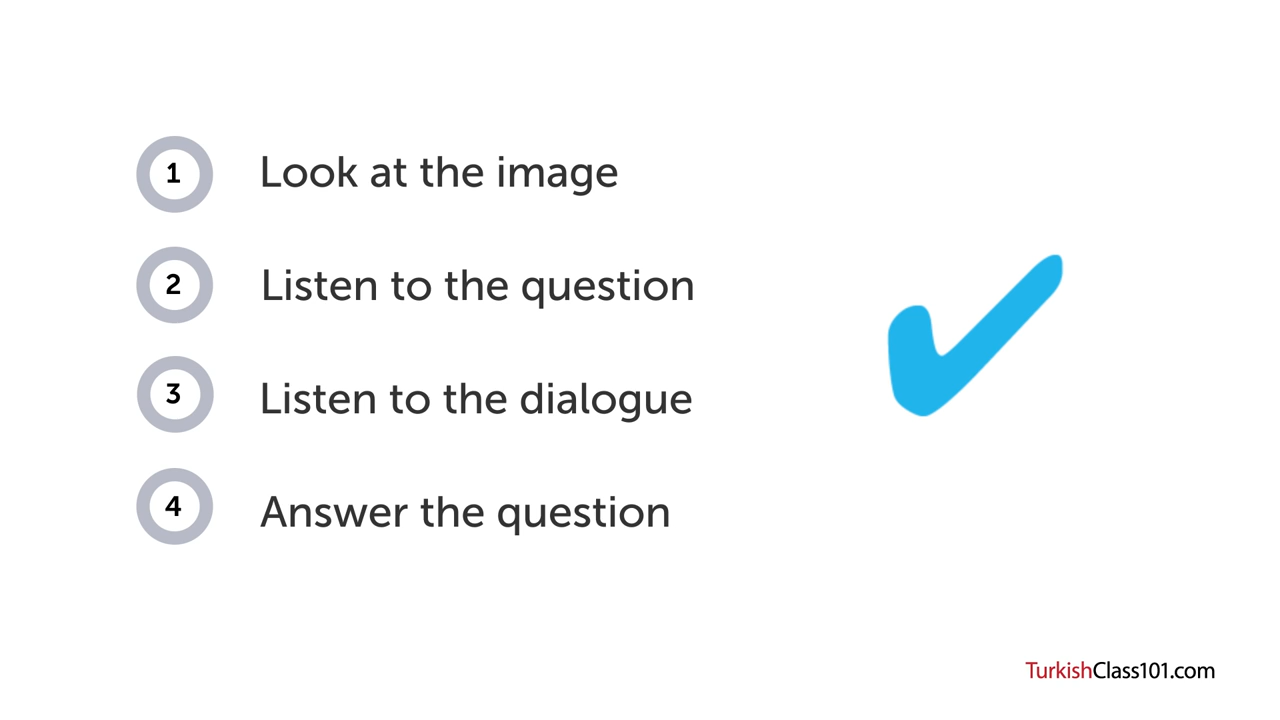 1 Look at the image
2 Listen to the question
3 Listen to the dialogue
4 Answer the question
TurkishClass101.com